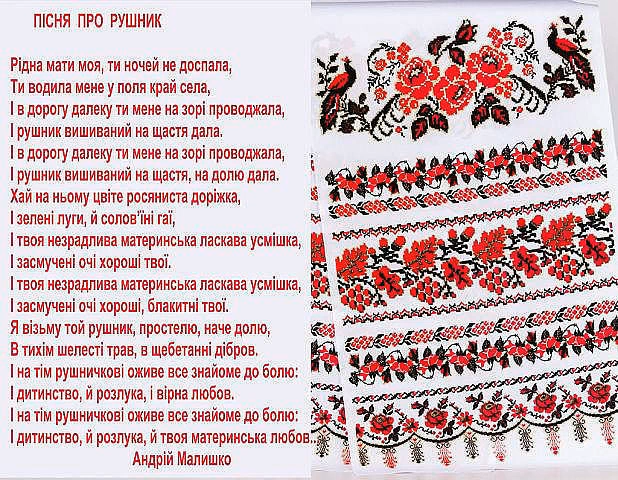 ПІСНЯ ПРО РУШНИК
Рідна мати моя, ти ночей не доспала,
Ти водила мене у поля край села,
І в дорогу далеку ти мене на зорі проводжала,
І рушник вишиваний на щастя дала.
І в дорогу далеку ти мене на зорі проводжала,
І рушник вишиваний на щастя, на долю дала.
Хай на ньому цвіте росяниста доріжка,
І зелені луги, й солов'їні гаї,
І твоя незрадлива материнська ласкава усмішка,
І засмучені очі хороші твої.
І твоя незрадлива материнська ласкава усмішка,
І засмучені очі хороші, блакитні твої.
Я візьму той рушник, простелю, наче долю,
В тихім шелесті трав, в щебетанні дібров.
І на тім рушничкові оживе все знайоме до болю:
І дитинство, й розлука, і вірна любов.
І на тім рушничкові оживе все знайоме до болю:
І дитинство, й розлука, й твоя материнська любов..
Андрій Малишко